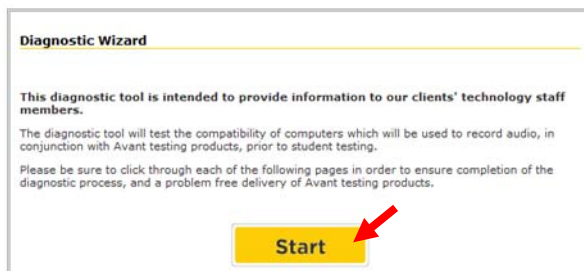 Diagnostic Wizard
This diagnostic tool is intended to provide information to our clients' technology staff
members.
The diagnostic tool will test the compatibility of computers which will be used to record audio, in
conjunction with Avant testing products, prior to student testing.
Please be sure to click through each of the following pages in order to ensure completion of the
diagnostic process, and a problem free delivery of Avant testing products.
Start